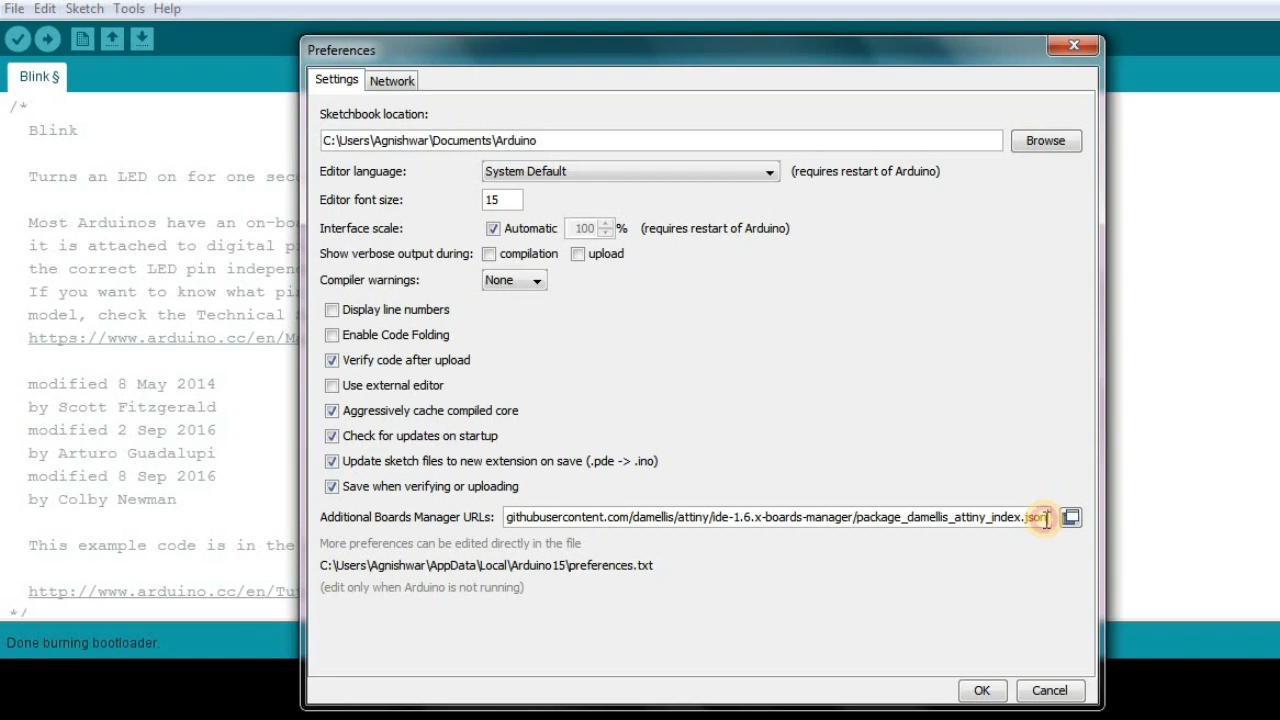 File Edit Sketch Tools Help
Blink §
/*
Blink
Turns an LED on for one sec
Most Arduinos have an on-bo
it is attached to digital p
the correct LED pin indepen
If you want to know what pi
model, check the Technical
https://www.arduino.cc/en/M
modified 8 May 2014
by Scott Fitzgerald
modified 2 Sep 2016
by Arturo Guadalupi
modified 8 Sep 2016
by Colby Newman
This example code is in the
http://www.arduino.cc/en/Tu
*/
Done burning bootloader.
Preferences
Settings Network
Sketchbook location:
C:\Users\Agnishwar\Documents\Arduino Browse
Editor language: System Default (requires restart of Arduino)
Editor font size: 15
Interface scale: Automatic 100 % (requires restart of Arduino)
Show verbose output during: compilation upload
Compiler warnings: None
Display line numbers
Enable Code Folding
Verify code after upload
Use external editor
Aggressively cache compiled core
Check for updates on startup
Update sketch files to new extension on save (.pde -> .ino)
Save when verifying or uploading
Additional Boards Manager URLs: githubusercontent.com/damellis/attiny/ide-1.6.x-boards-manager/package_damellis_attiny_index.json
More preferences can be edited directly in the file
C:\Users\Agnishwar\AppData\Local\Arduino15\preferences.txt
(edit only when Arduino is not running)
OK Cancel